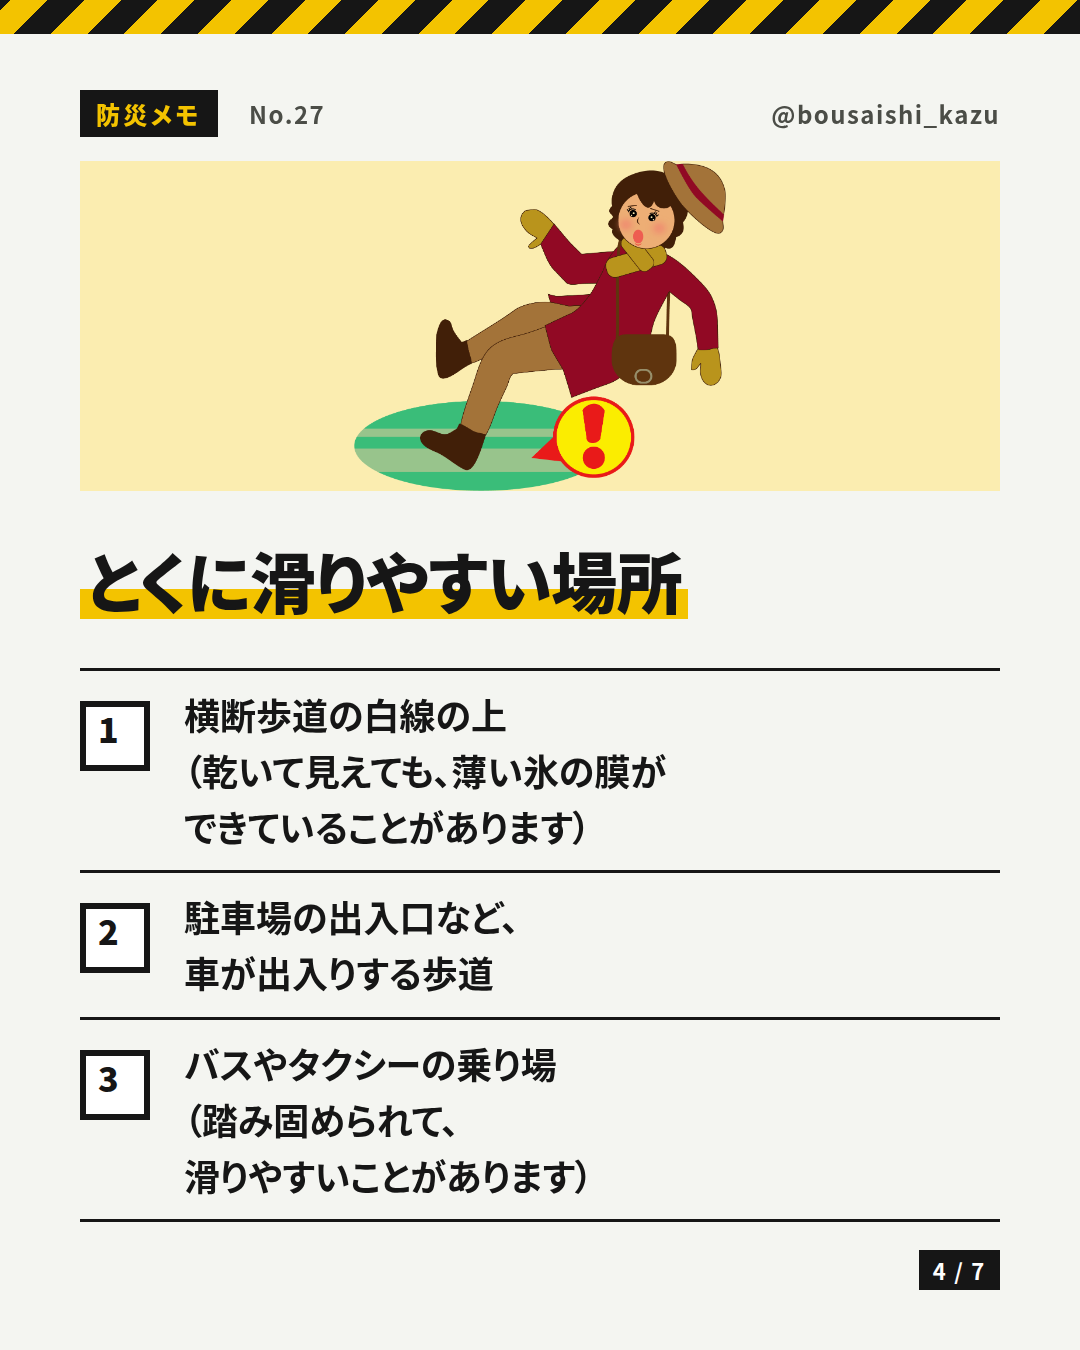 防災メモ No.27 @bousaishi_kazu
とくに滑りやすい場所
1 横断歩道の白線の上
（乾いて見えても、薄い氷の膜が
できていることがあります）
2 駐車場の出入口など、
車が出入りする歩道
3 バスやタクシーの乗り場
（踏み固められて、
滑りやすいことがあります）
4 / 7